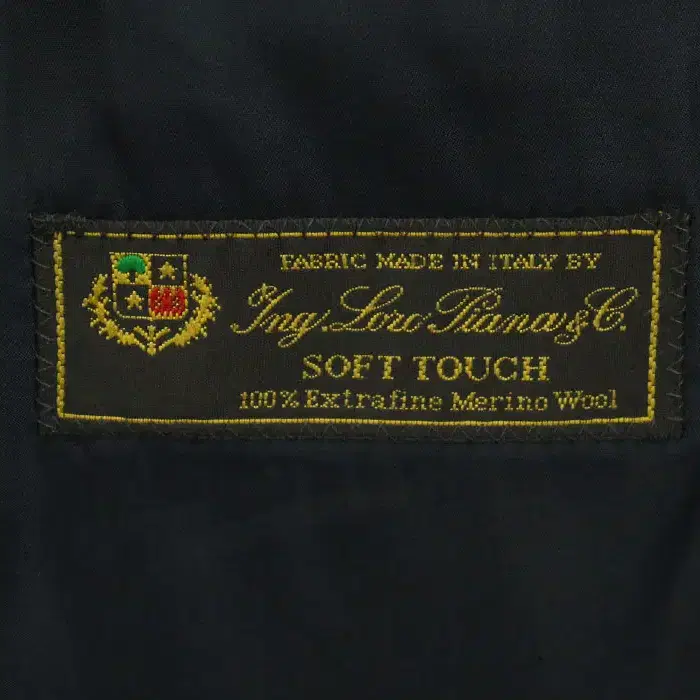 FABRIC MADE IN ITALY BY
Ing. Loro Piana & C.
SOFT TOUCH
100% Extrafine Merino Wool